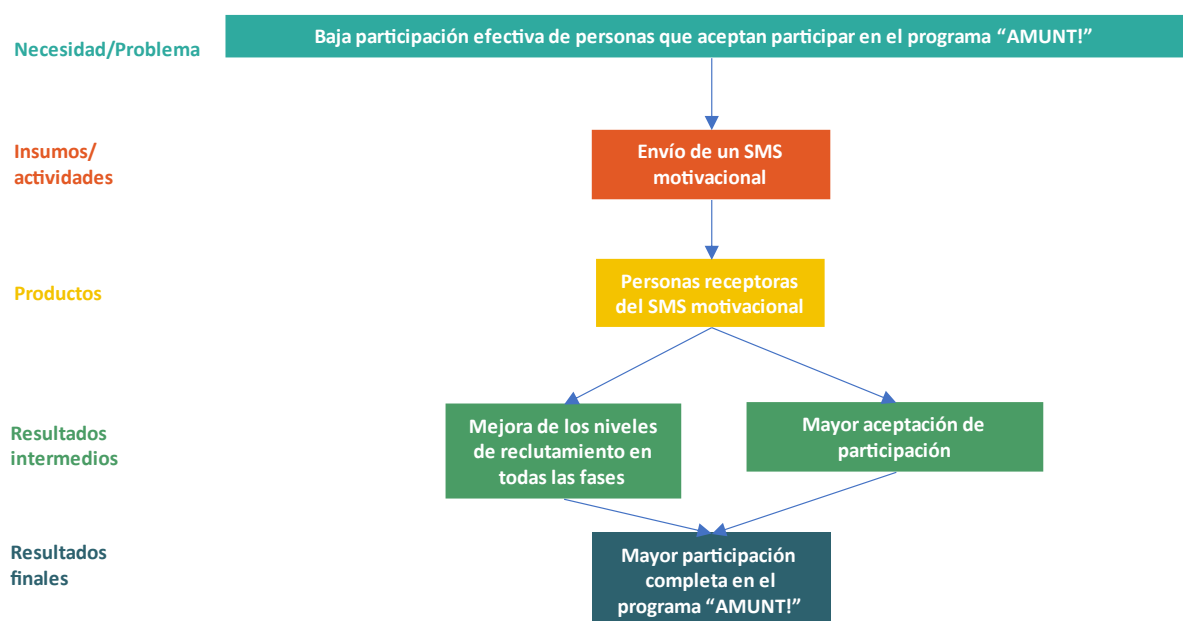 Necesidad/Problema
Baja participación efectiva de personas que aceptan participar en el programa “AMUNT!”
Insumos/
actividades
Envío de un SMS
motivacional
Productos
Personas receptoras
del SMS motivacional
Resultados
intermedios
Mejora de los niveles
de reclutamiento en
todas las fases
Mayor aceptación de
participación
Resultados
finales
Mayor participación
completa en el
programa “AMUNT!”